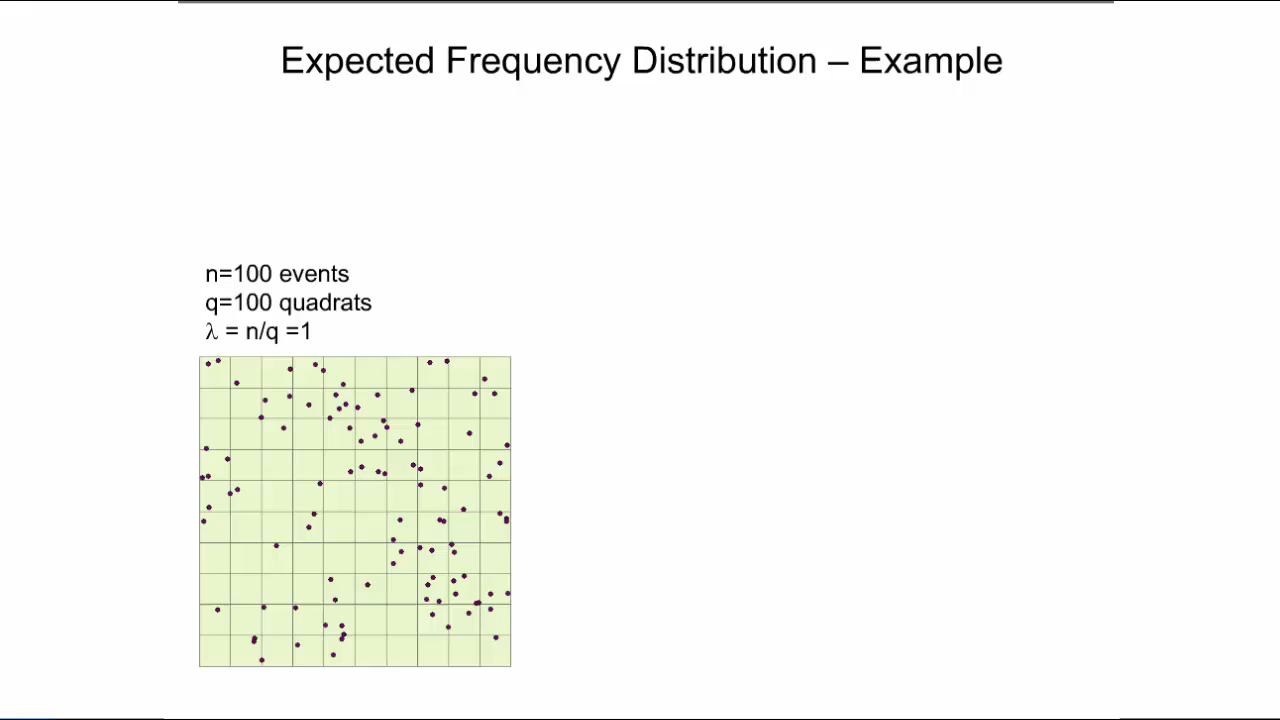 Expected Frequency Distribution – Example
n=100 events
q=100 quadrats
λ = n/q =1